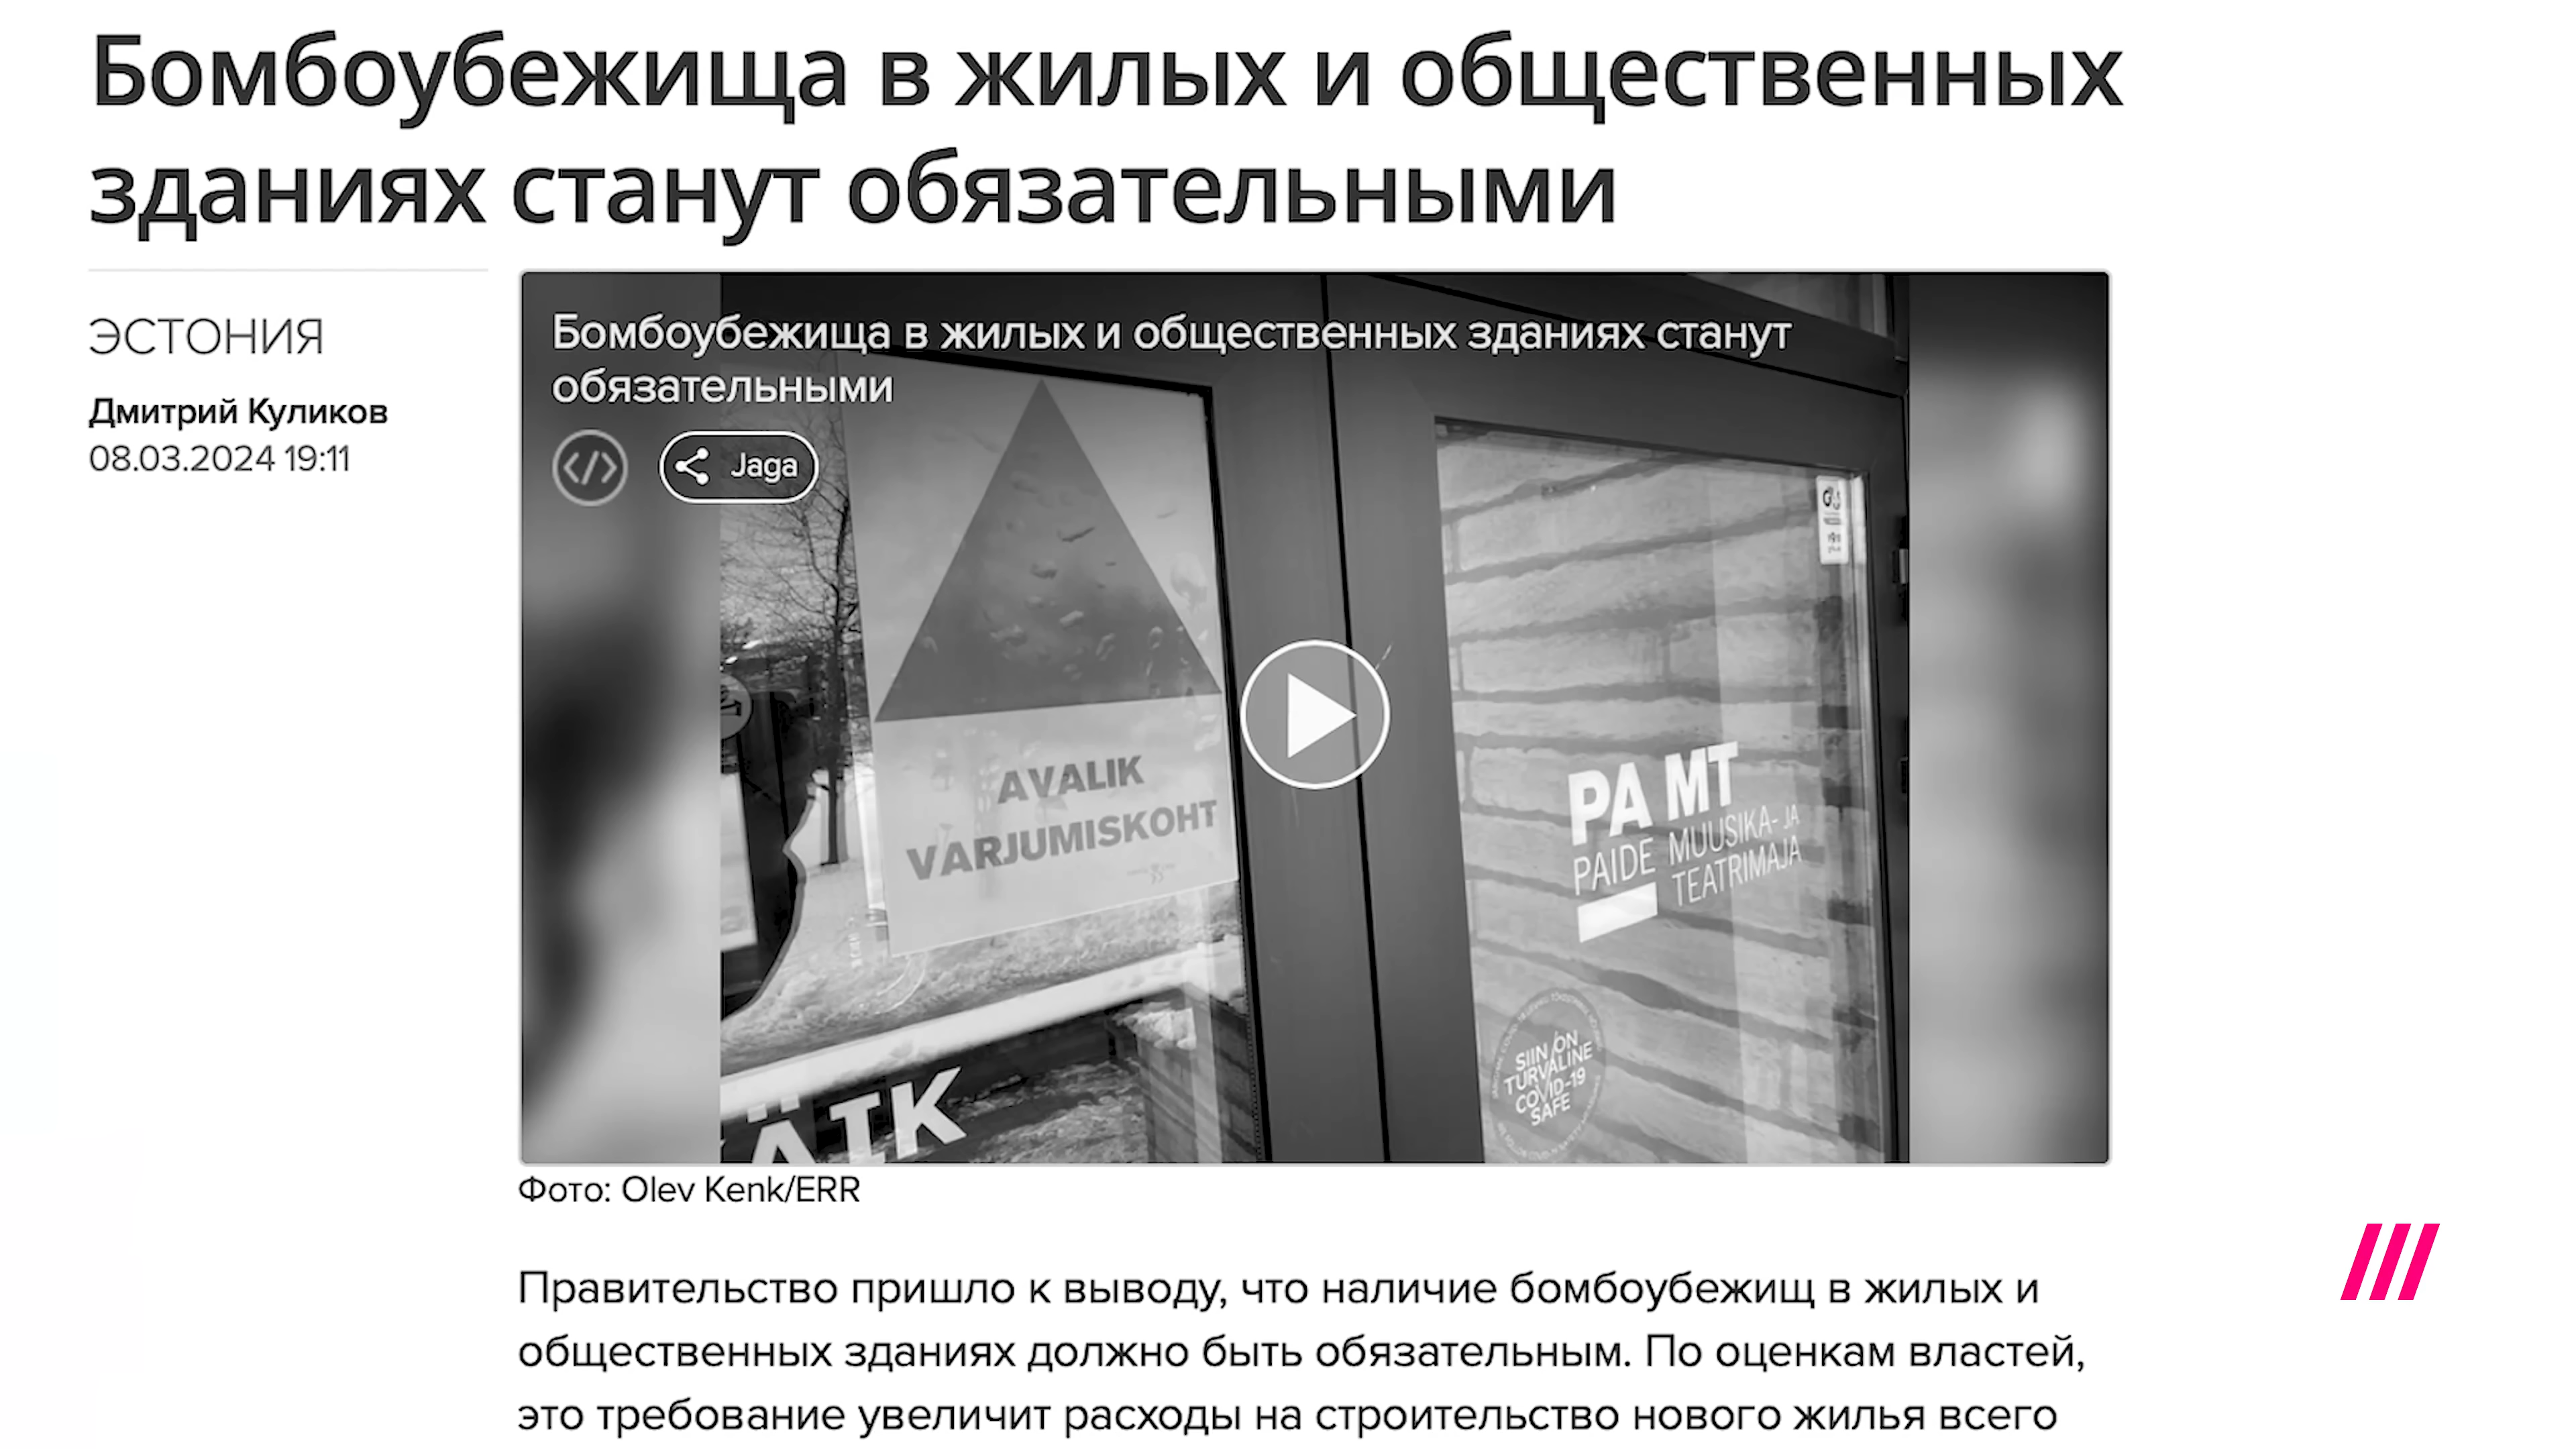 Бомбоубежища в жилых и общественных
зданиях станут обязательными
ЭСТОНИЯ
Дмитрий Куликов
08.03.2024 19:11
Бомбоубежища в жилых и общественных зданиях станут
обязательными
</> Jaga
AVALIK
VARJUMISKOHT
PA MT
PAIDE MUUSIKA- JA
TEATRIMAJA
SIIN ON
TURVALINE
COVID-19
SAFE
Фото: Olev Kenk/ERR
Правительство пришло к выводу, что наличие бомбоубежищ в жилых и
общественных зданиях должно быть обязательным. По оценкам властей,
это требование увеличит расходы на строительство нового жилья всего